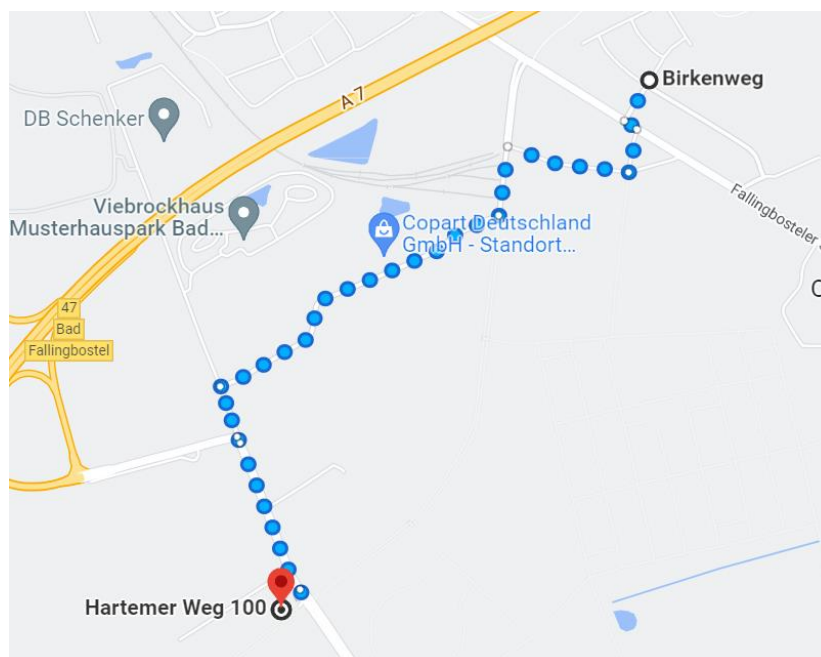 Birkenweg
A7
DB Schenker
Viebrockhaus
Musterhauspark Bad...
Copart Deutschland
GmbH - Standort...
Fallingbosteler
47
Bad
Fallingbostel
Hartemer Weg 100